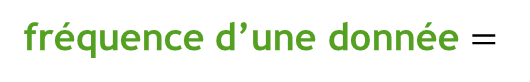 fréquence d’une donnée =